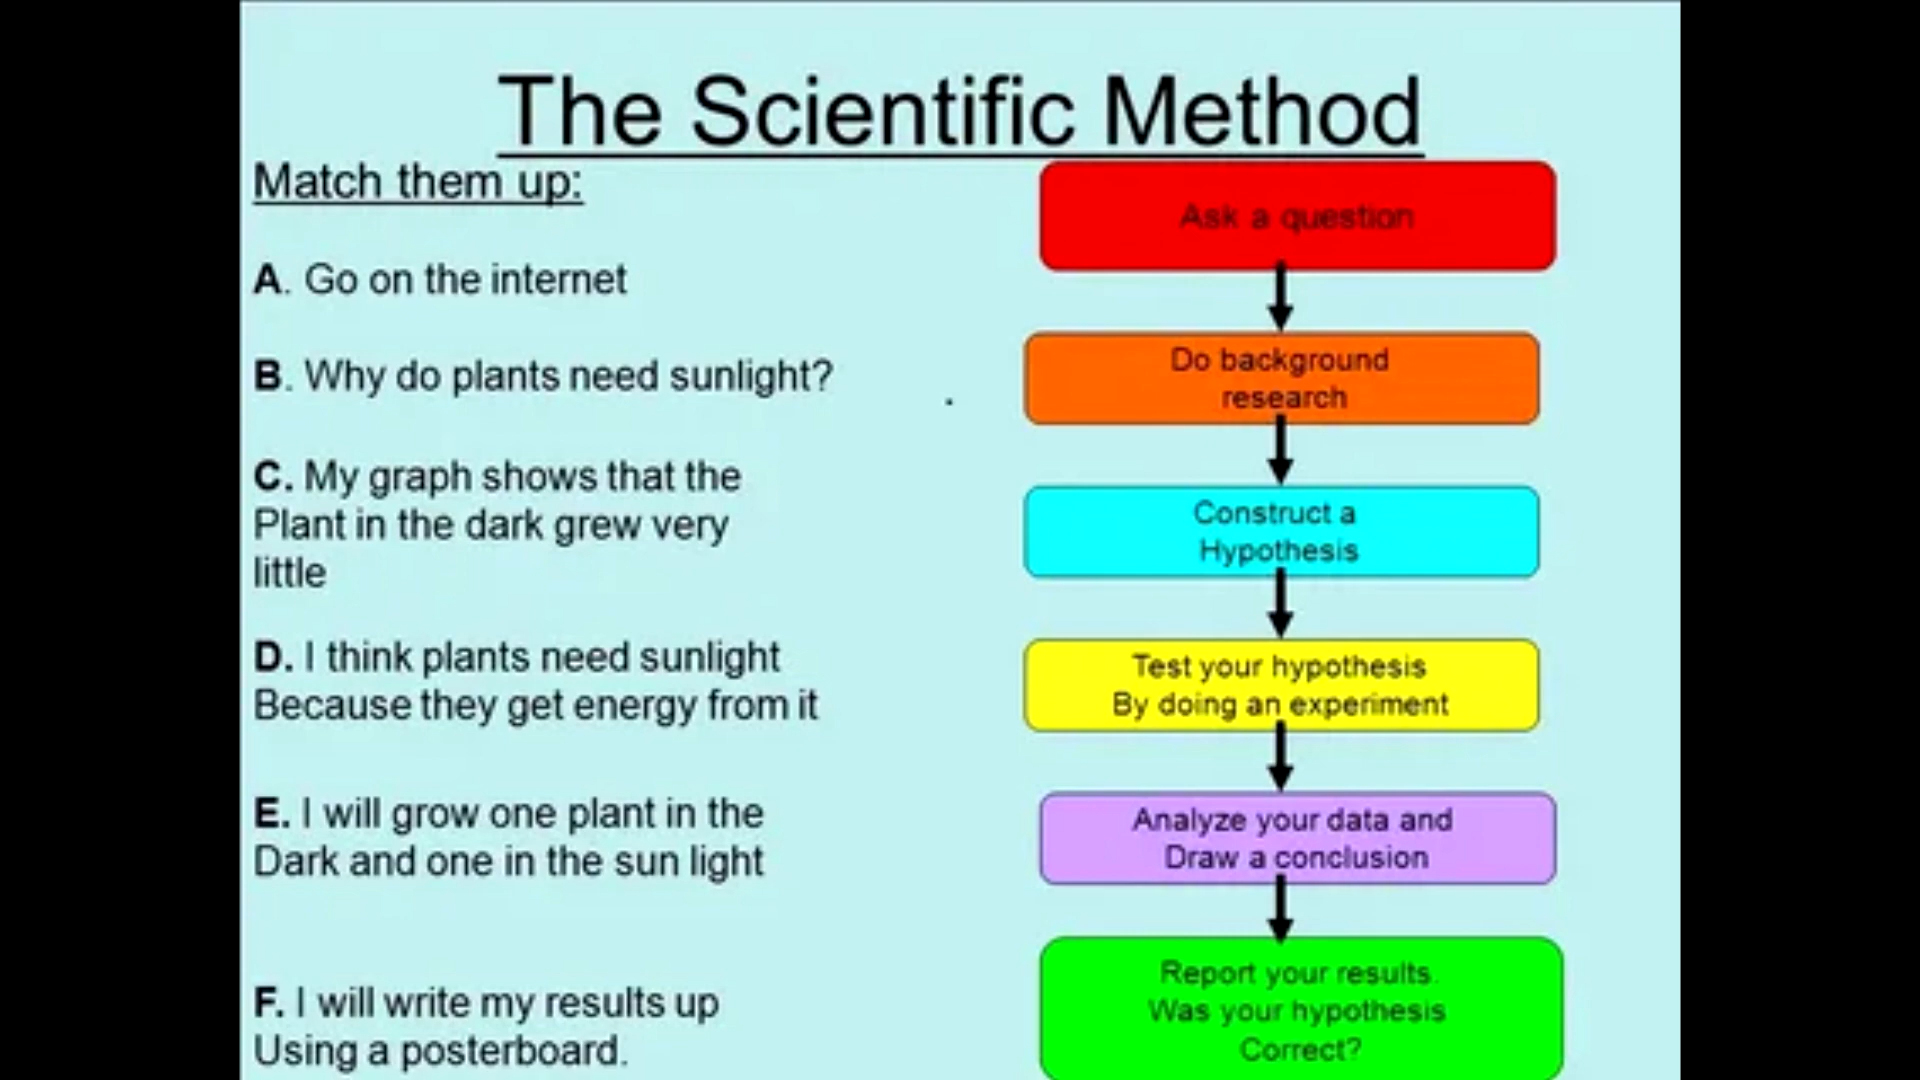 The Scientific Method
Match them up:
A. Go on the internet
B. Why do plants need sunlight?
C. My graph shows that the
Plant in the dark grew very
little
D. I think plants need sunlight
Because they get energy from it
E. I will grow one plant in the
Dark and one in the sun light
F. I will write my results up
Using a posterboard.
Ask a question
Do background
research
Construct a
Hypothesis
Test your hypothesis
By doing an experiment
Analyze your data and
Draw a conclusion
Report your results.
Was your hypothesis
Correct?